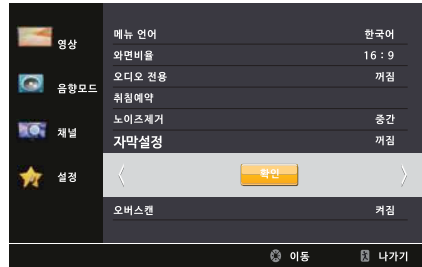 영상
음향모드
채널
설정
메뉴 언어 한국어
와면비율 16 : 9
오디오 전용 꺼짐
취침예약
노이즈제거 중간
자막설정 꺼짐
확인
오버스캔 켜짐
이동 나가기